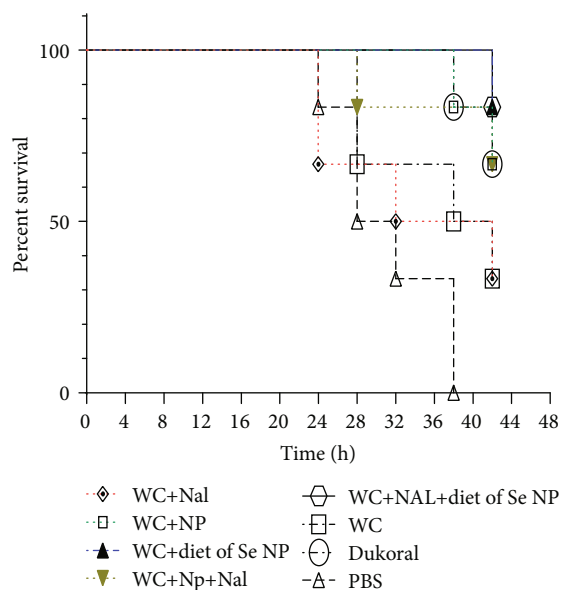 100
50
0
Percent survival
0 4 8 12 16 20 24 28 32 36 40 44 48
Time (h)
WC+Nal
WC+NP
WC+diet of Se NP
WC+Np+Nal
WC+NAL+diet of Se NP
WC
Dukoral
PBS